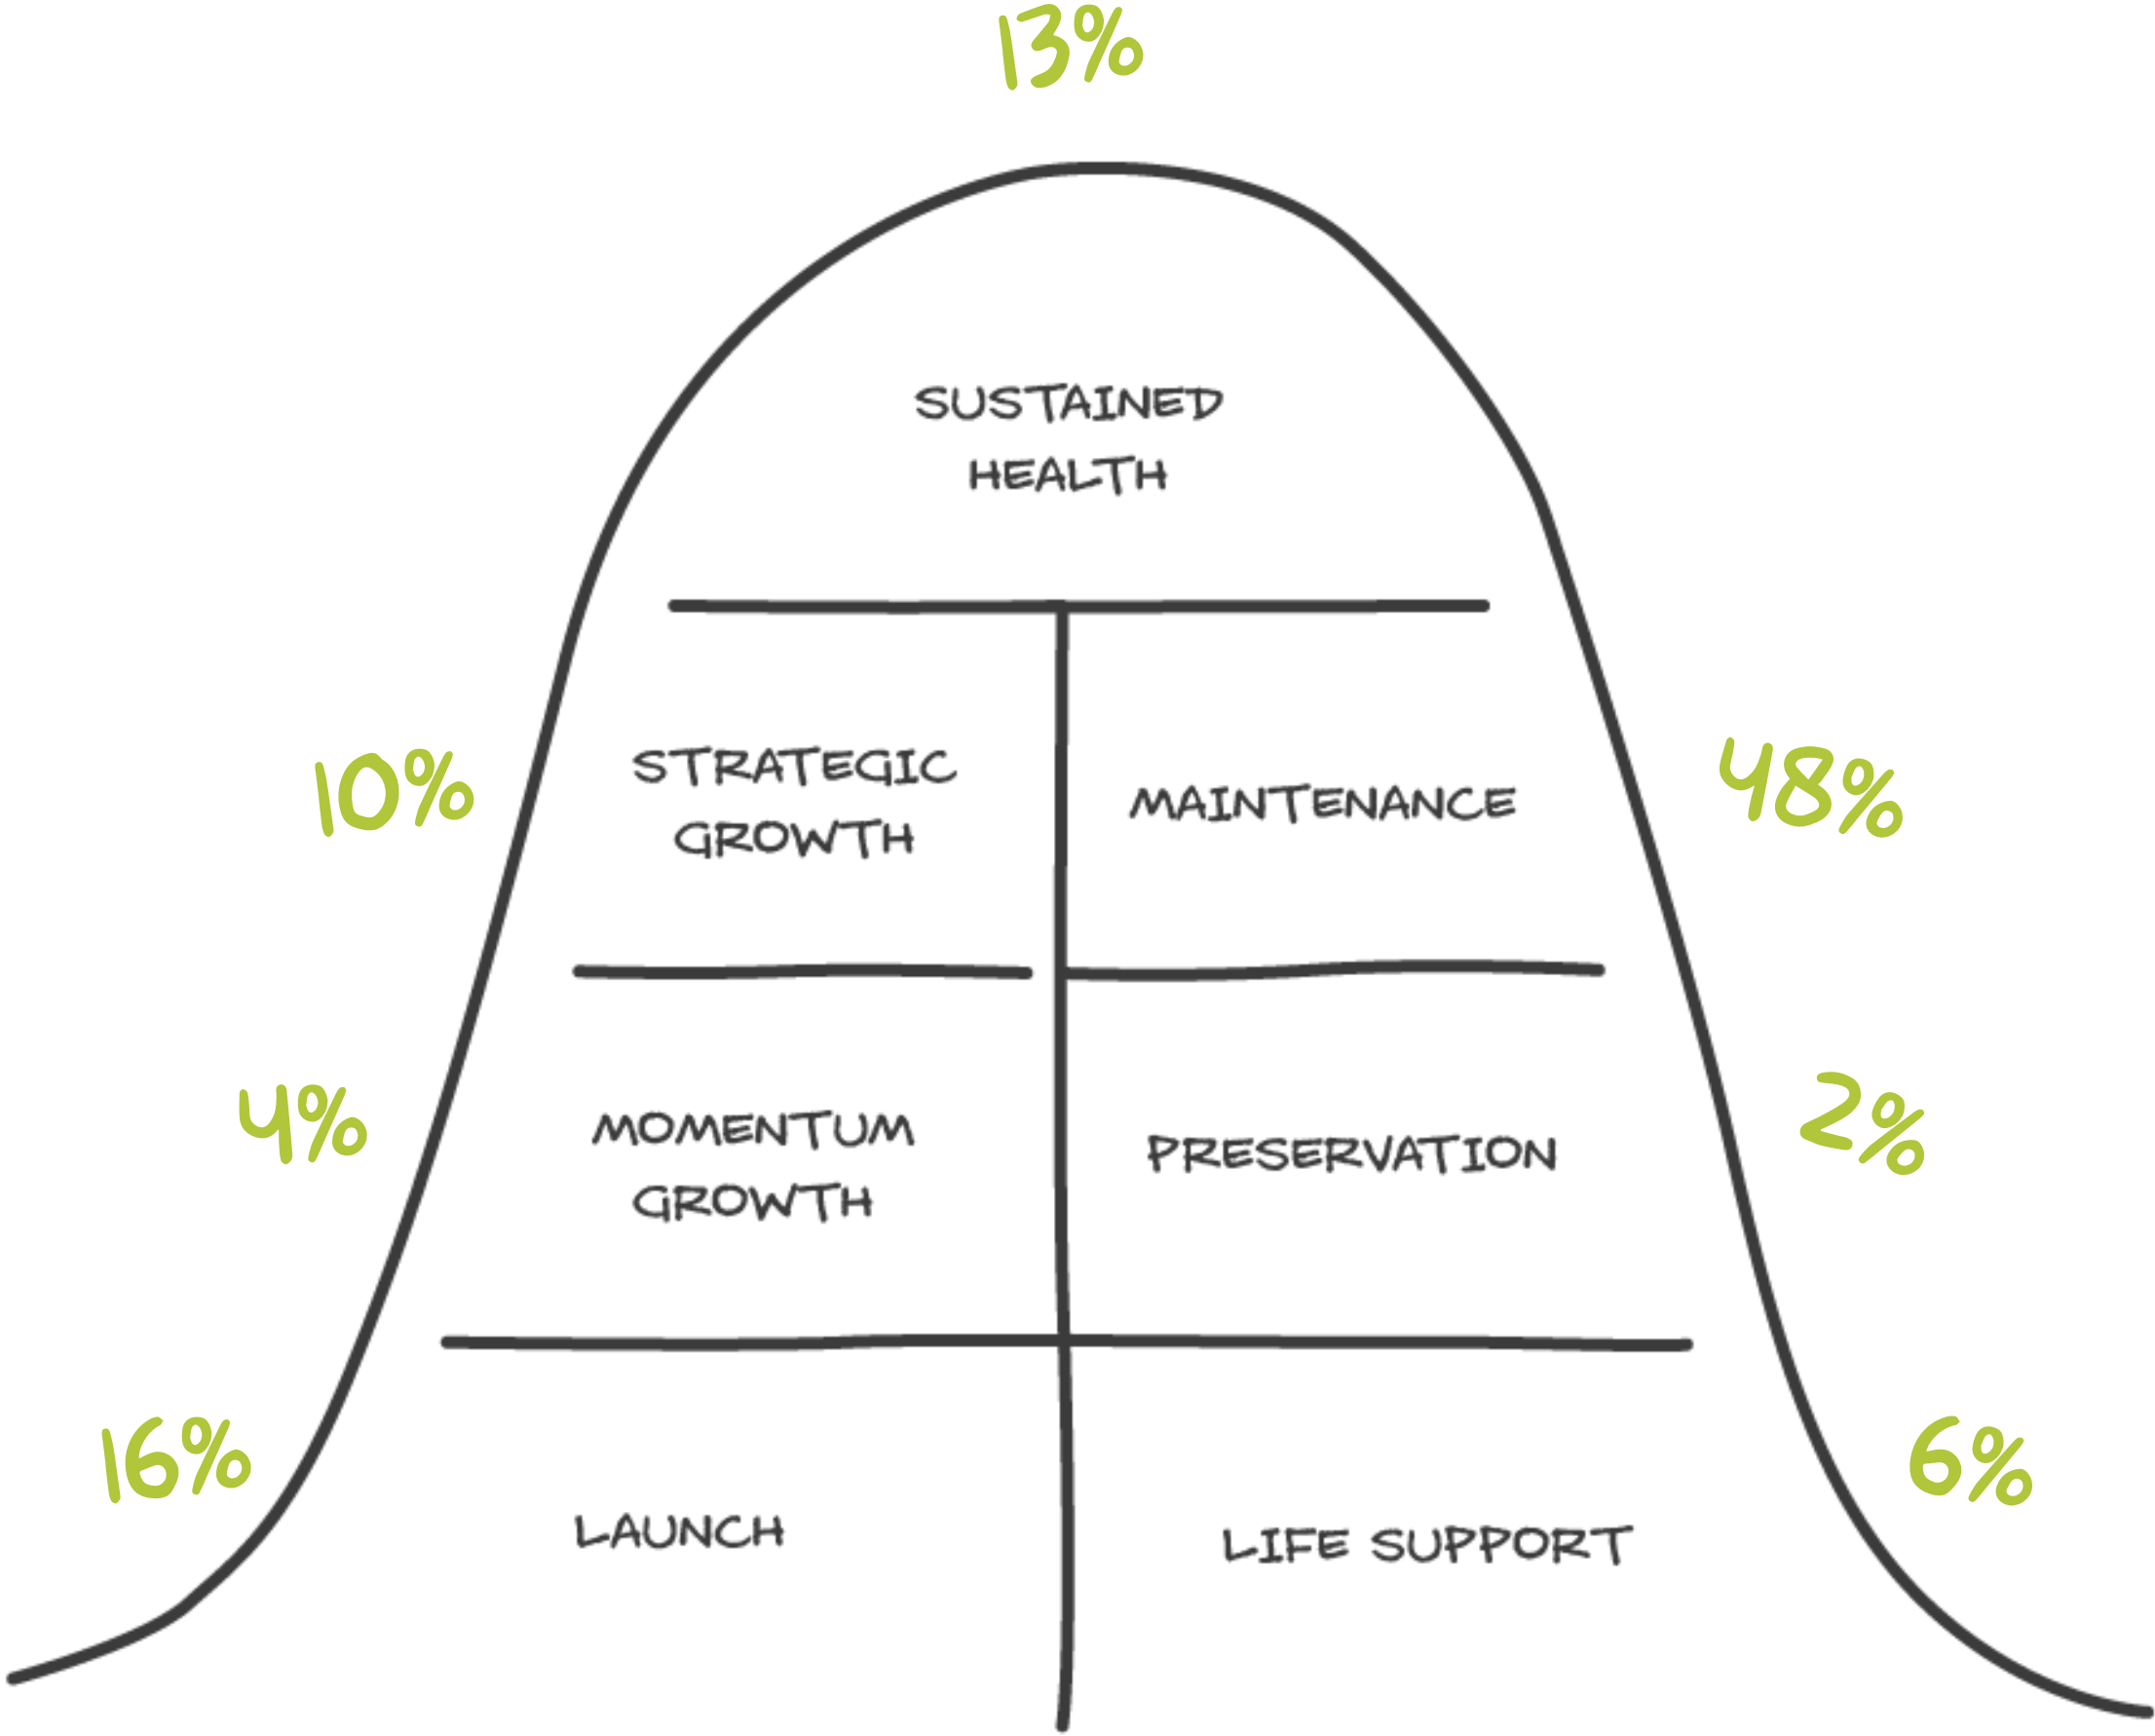 13%
SUSTAINED
HEALTH
10%
STRATEGIC
GROWTH
MAINTENANCE
48%
4%
MOMENTUM
GROWTH
PRESERVATION
2%
16%
LAUNCH
LIFE SUPPORT
6%